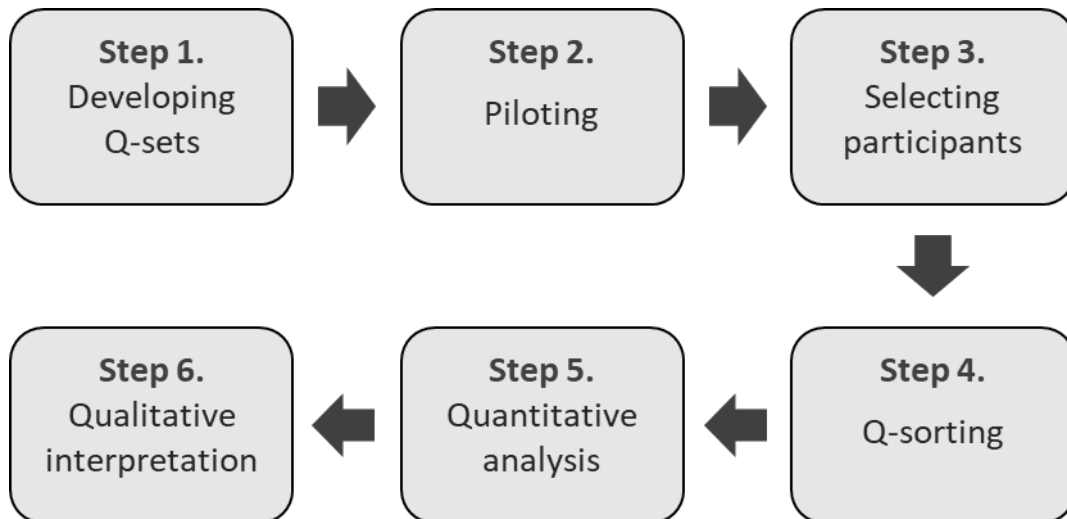 Step 1.
Developing
Q-sets
Step 2.
Piloting
Step 3.
Selecting
participants
Step 4.
Q-sorting
Step 5.
Quantitative
analysis
Step 6.
Qualitative
interpretation